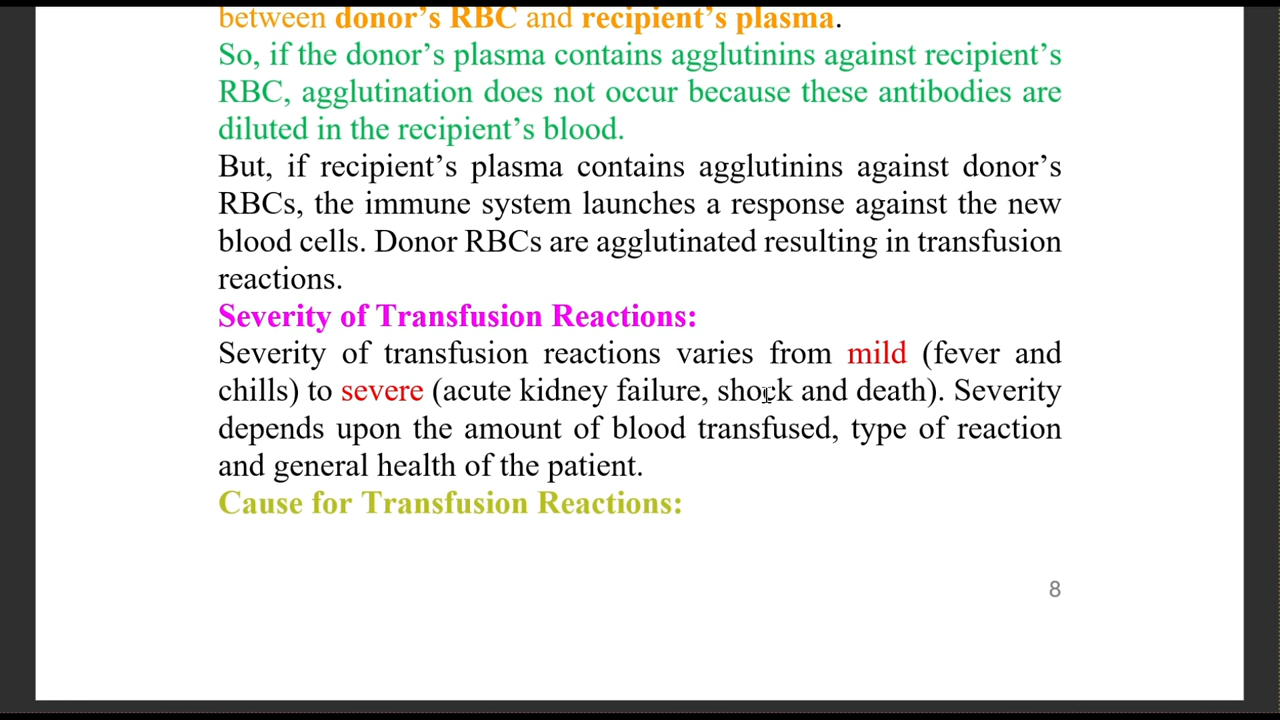 between donor’s RBC and recipient’s plasma.
So, if the donor’s plasma contains agglutinins against recipient’s
RBC, agglutination does not occur because these antibodies are
diluted in the recipient’s blood.
But, if recipient’s plasma contains agglutinins against donor’s
RBCs, the immune system launches a response against the new
blood cells. Donor RBCs are agglutinated resulting in transfusion
reactions.
Severity of Transfusion Reactions:
Severity of transfusion reactions varies from mild (fever and
chills) to severe (acute kidney failure, shock and death). Severity
depends upon the amount of blood transfused, type of reaction
and general health of the patient.
Cause for Transfusion Reactions:
8